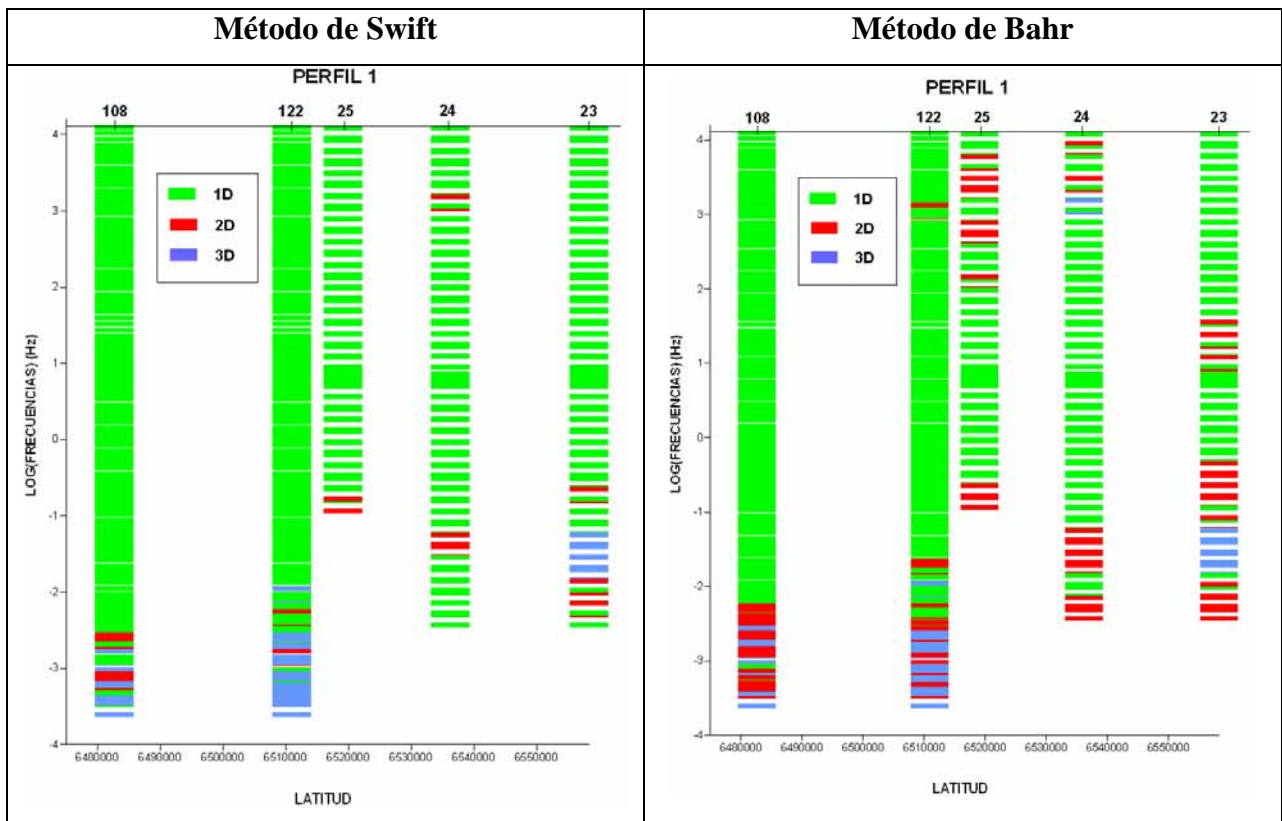 Método de Swift
Método de Bahr
PERFIL 1
108 122 25 24 23
4
3
2
1
0
-1
-2
-3
-4
1D
2D
3D
LOG(FRECUENCIAS) (Hz)
6480000 6490000 6500000 6510000 6520000 6530000 6540000 6550000
LATITUD
PERFIL 1
108 122 25 24 23
4
3
2
1
0
-1
-2
-3
-4
1D
2D
3D
LOG(FRECUENCIAS) (Hz)
6480000 6490000 6500000 6510000 6520000 6530000 6540000 6550000
LATITUD